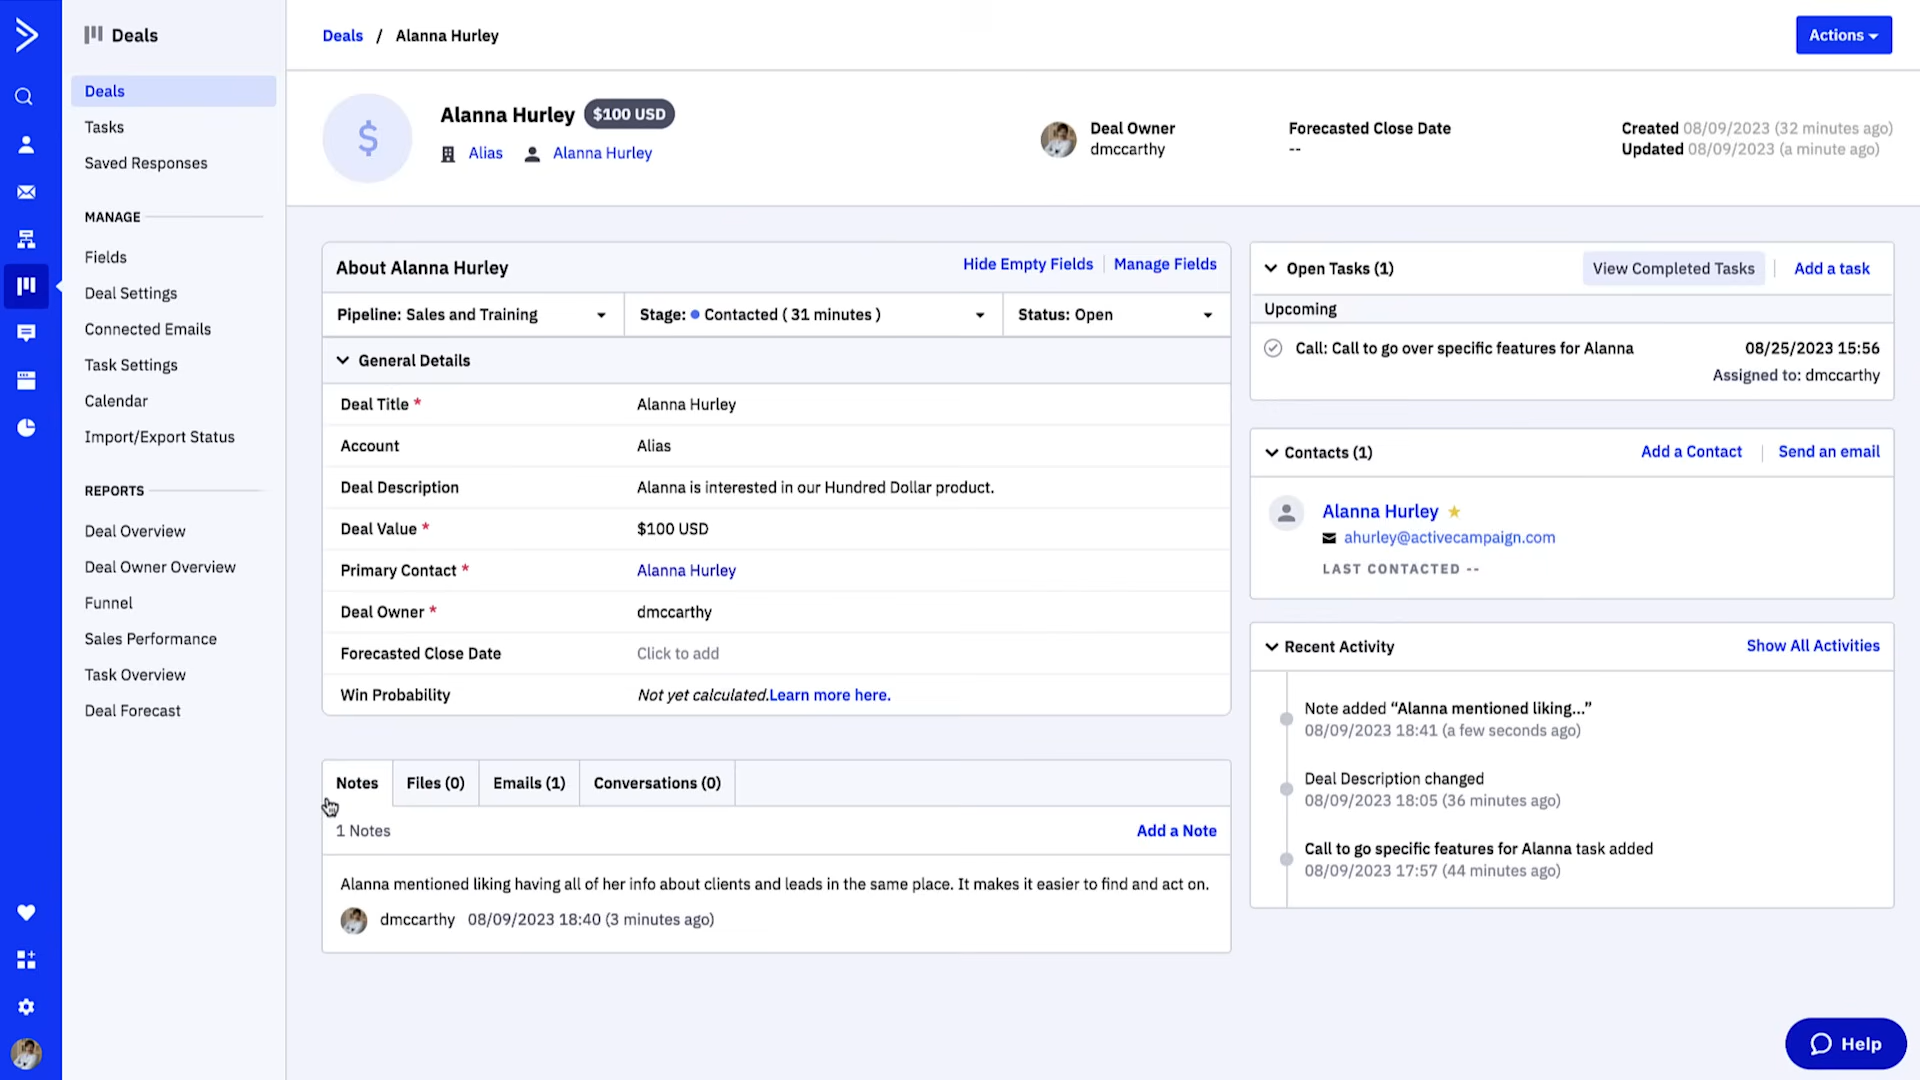 Deals
Deals / Alanna Hurley
Actions
Deals
Tasks
Saved Responses
MANAGE
Fields
Deal Settings
Connected Emails
Task Settings
Calendar
Import/Export Status
REPORTS
Deal Overview
Deal Owner Overview
Funnel
Sales Performance
Task Overview
Deal Forecast
$
Alanna Hurley $100 USD
Alias Alanna Hurley
Deal Owner
dmccarthy
Forecasted Close Date
--
Created 08/09/2023 (32 minutes ago)
Updated 08/09/2023 (a minute ago)
About Alanna Hurley Hide Empty Fields Manage Fields
Pipeline: Sales and Training Stage: Contacted ( 31 minutes ) Status: Open
General Details
Deal Title * Alanna Hurley
Account Alias
Deal Description Alanna is interested in our Hundred Dollar product.
Deal Value * $100 USD
Primary Contact * Alanna Hurley
Deal Owner * dmccarthy
Forecasted Close Date Click to add
Win Probability Not yet calculated.Learn more here.
Notes Files (0) Emails (1) Conversations (0)
1 Notes Add a Note
Alanna mentioned liking having all of her info about clients and leads in the same place. It makes it easier to find and act on.
dmccarthy 08/09/2023 18:40 (3 minutes ago)
Open Tasks (1) View Completed Tasks Add a task
Upcoming
Call: Call to go over specific features for Alanna 08/25/2023 15:56
Assigned to: dmccarthy
Contacts (1) Add a Contact Send an email
Alanna Hurley
ahurley@activecampaign.com
LAST CONTACTED --
Recent Activity Show All Activities
Note added “Alanna mentioned liking...”
08/09/2023 18:41 (a few seconds ago)
Deal Description changed
08/09/2023 18:05 (36 minutes ago)
Call to go specific features for Alanna task added
08/09/2023 17:57 (44 minutes ago)
Help